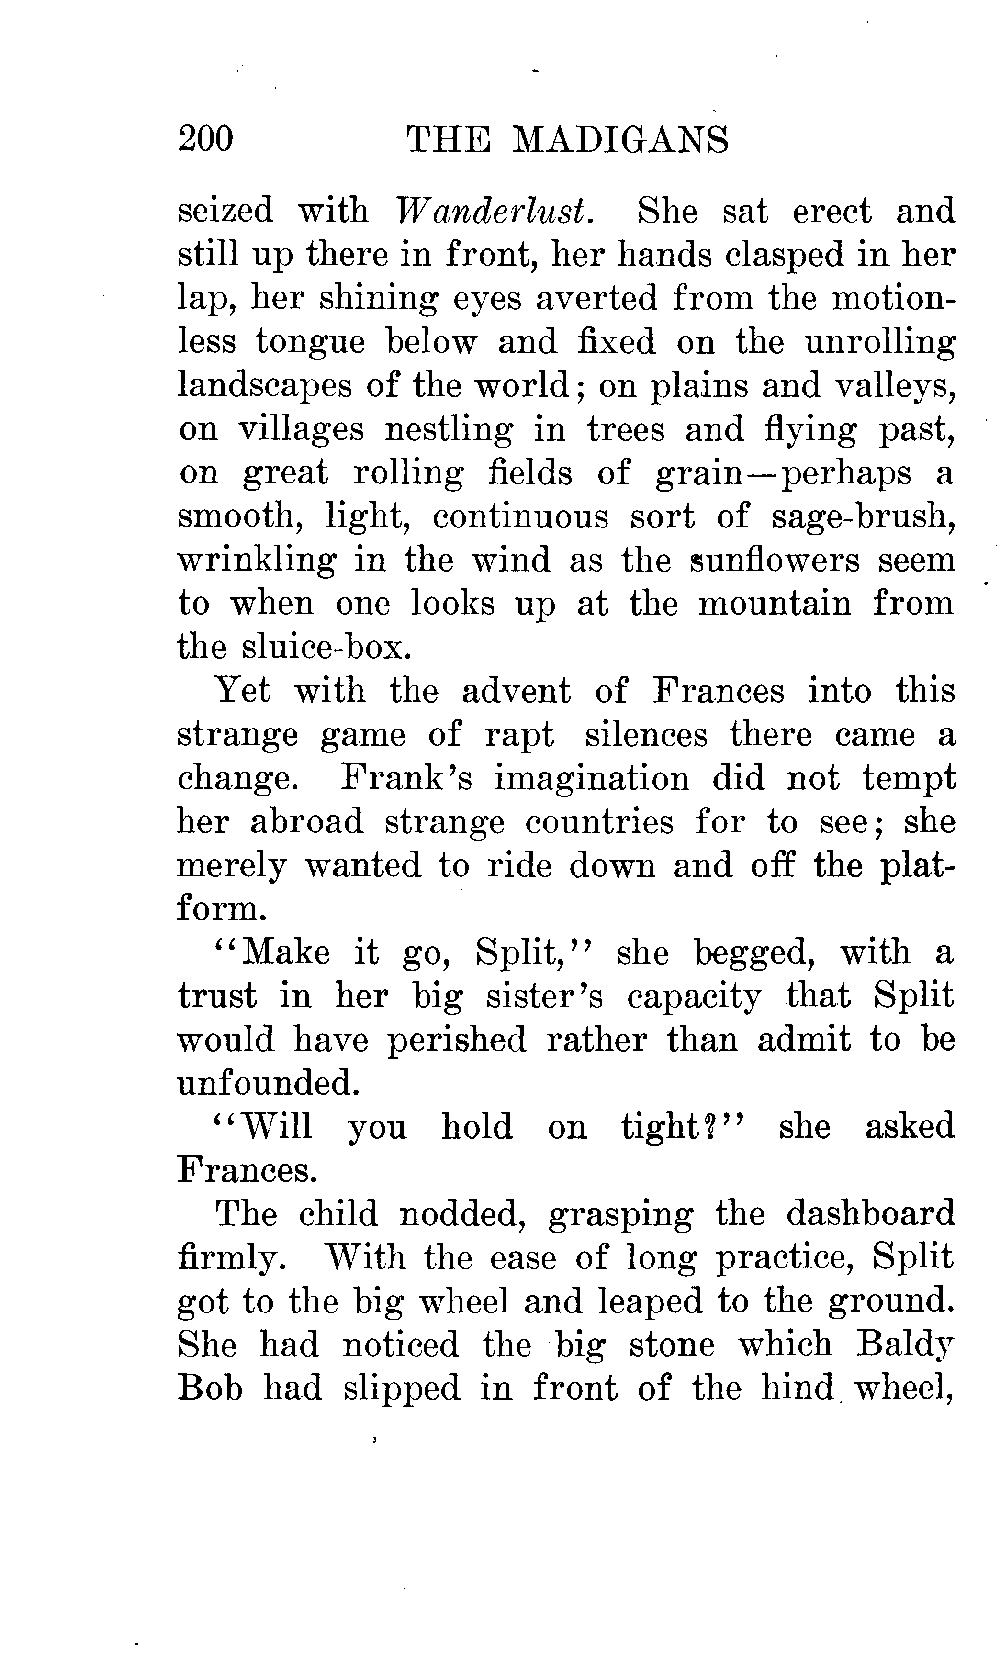 200 THE MADIGANS
seized with Wanderlust. She sat erect and
still up there in front, her hands clasped in her
lap, her shining eyes averted from the motion-
less tongue below and fixed on the unrolling
landscapes of the world; on plains and valleys,
on villages nestling in trees and flying past,
on great rolling fields of grain—perhaps a
smooth, light, continuous sort of sage-brush,
wrinkling in the wind as the sunflowers seem
to when one looks up at the mountain from
the sluice-box.
Yet with the advent of Frances into this
strange game of rapt silences there came a
change. Frank's imagination did not tempt
her abroad strange countries for to see; she
merely wanted to ride down and off the plat-
form.
"Make it go, Split," she begged, with a
trust in her big sister's capacity that Split
would have perished rather than admit to be
unfounded.
"Will you hold on tight?" she asked
Frances.
The child nodded, grasping the dashboard
firmly. With the ease of long practice, Split
got to the big wheel and leaped to the ground.
She had noticed the big stone which Baldy
Bob had slipped in front of the hind wheel,